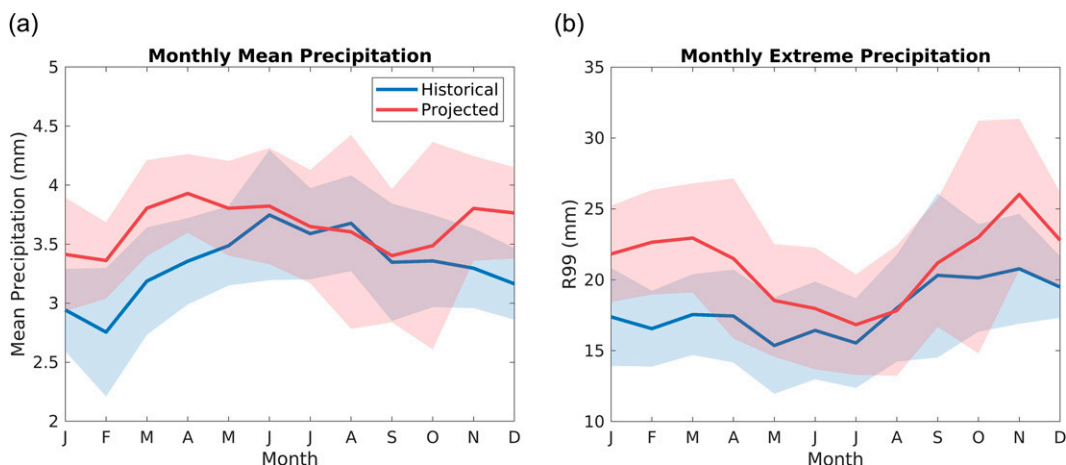 (a)
Monthly Mean Precipitation
Mean Precipitation (mm)
5
4.5
4
3.5
3
2.5
2
Historical
Projected
J F M A M J J A S O N D
Month
(b)
Monthly Extreme Precipitation
R99 (mm)
35
30
25
20
15
10
J F M A M J J A S O N D
Month